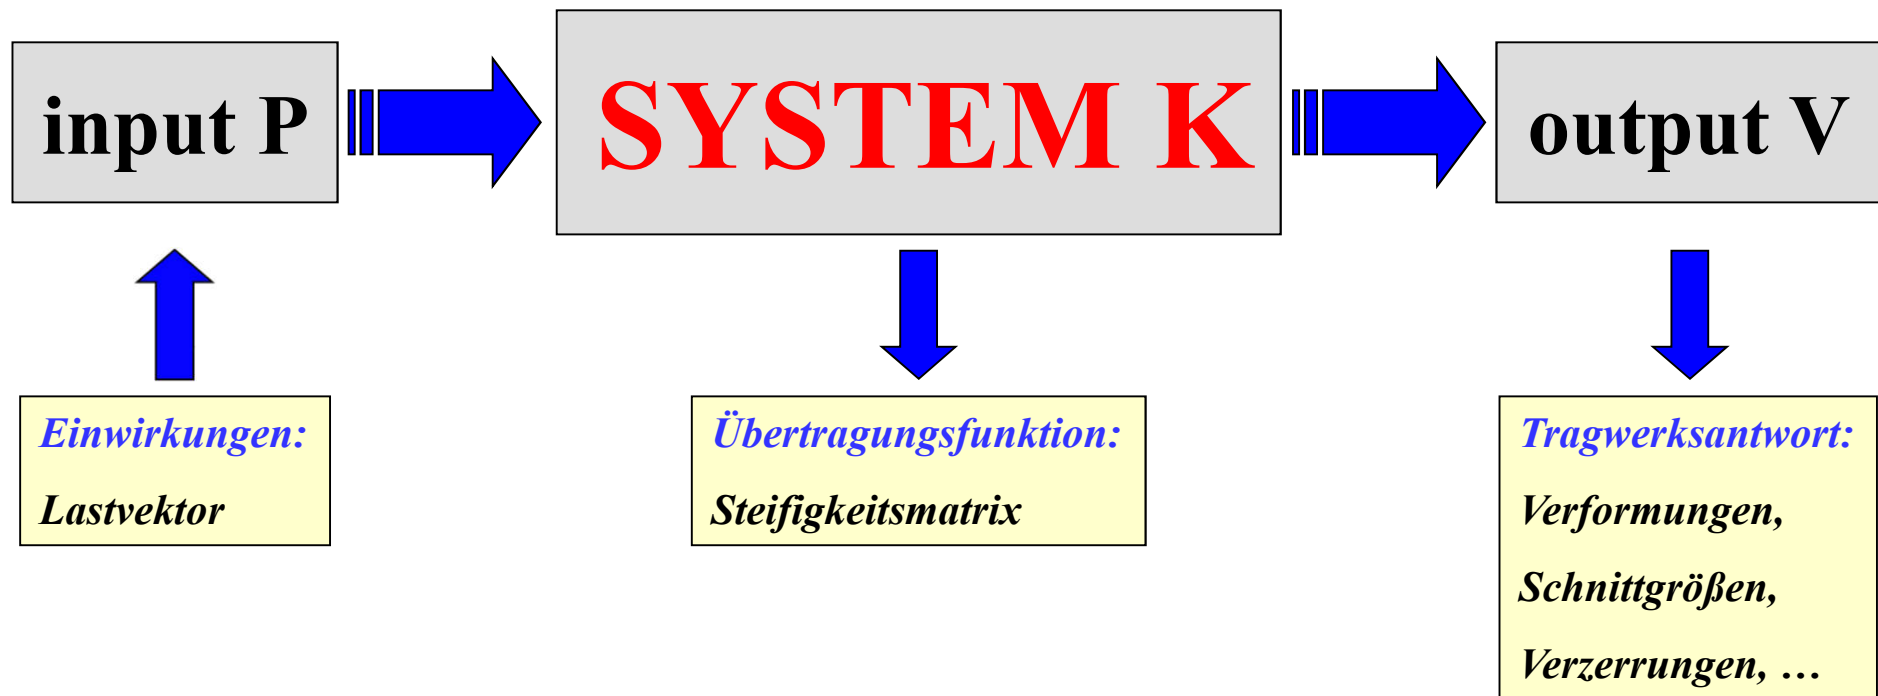 input P
SYSTEM K
output V
Einwirkungen:
Lastvektor
Übertragungsfunktion:
Steifigkeitsmatrix
Tragwerksantwort:
Verformungen,
Schnittgrößen,
Verzerrungen, …